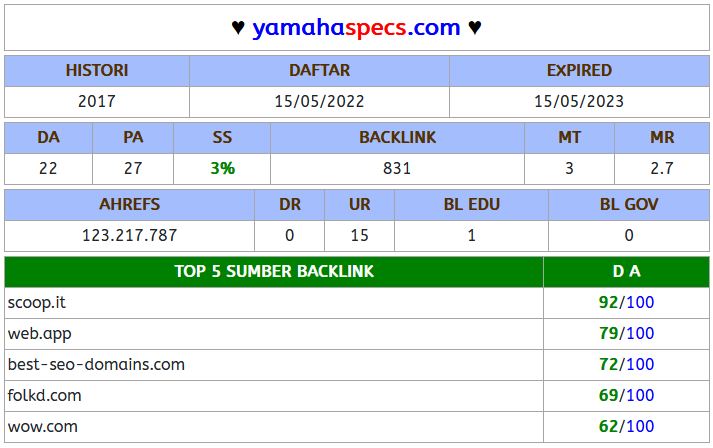 ♥ yamahaspecs.com ♥
HISTORI DAFTAR EXPIRED
2017 15/05/2022 15/05/2023
DA PA SS BACKLINK MT MR
22 27 3% 831 3 2.7
AHREFS DR UR BL EDU BL GOV
123.217.787 0 15 1 0
TOP 5 SUMBER BACKLINK D A
scoop.it 92/100
web.app 79/100
best-seo-domains.com 72/100
folkd.com 69/100
wow.com 62/100